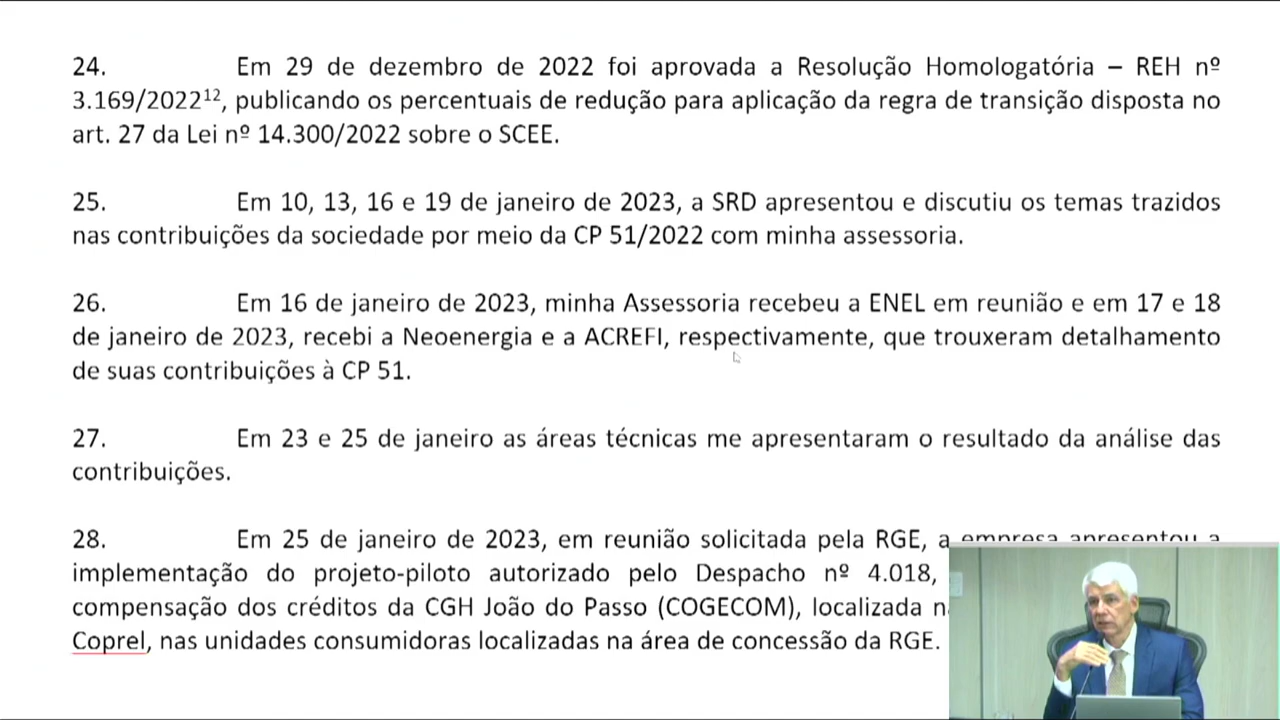 24. Em 29 de dezembro de 2022 foi aprovada a Resolução Homologatória – REH nº
3.169/2022¹², publicando os percentuais de redução para aplicação da regra de transição disposta no
art. 27 da Lei nº 14.300/2022 sobre o SCEE.
25. Em 10, 13, 16 e 19 de janeiro de 2023, a SRD apresentou e discutiu os temas trazidos
nas contribuições da sociedade por meio da CP 51/2022 com minha assessoria.
26. Em 16 de janeiro de 2023, minha Assessoria recebeu a ENEL em reunião e em 17 e 18
de janeiro de 2023, recebi a Neoenergia e a ACREFI, respectivamente, que trouxeram detalhamento
de suas contribuições à CP 51.
27. Em 23 e 25 de janeiro as áreas técnicas me apresentaram o resultado da análise das
contribuições.
28. Em 25 de janeiro de 2023, em reunião solicitada pela RGE, a empresa apresentou a
implementação do projeto-piloto autorizado pelo Despacho nº 4.018,
compensação dos créditos da CGH João do Passo (COGECOM), localizada
Coprel, nas unidades consumidoras localizadas na área de concessão da RGE.